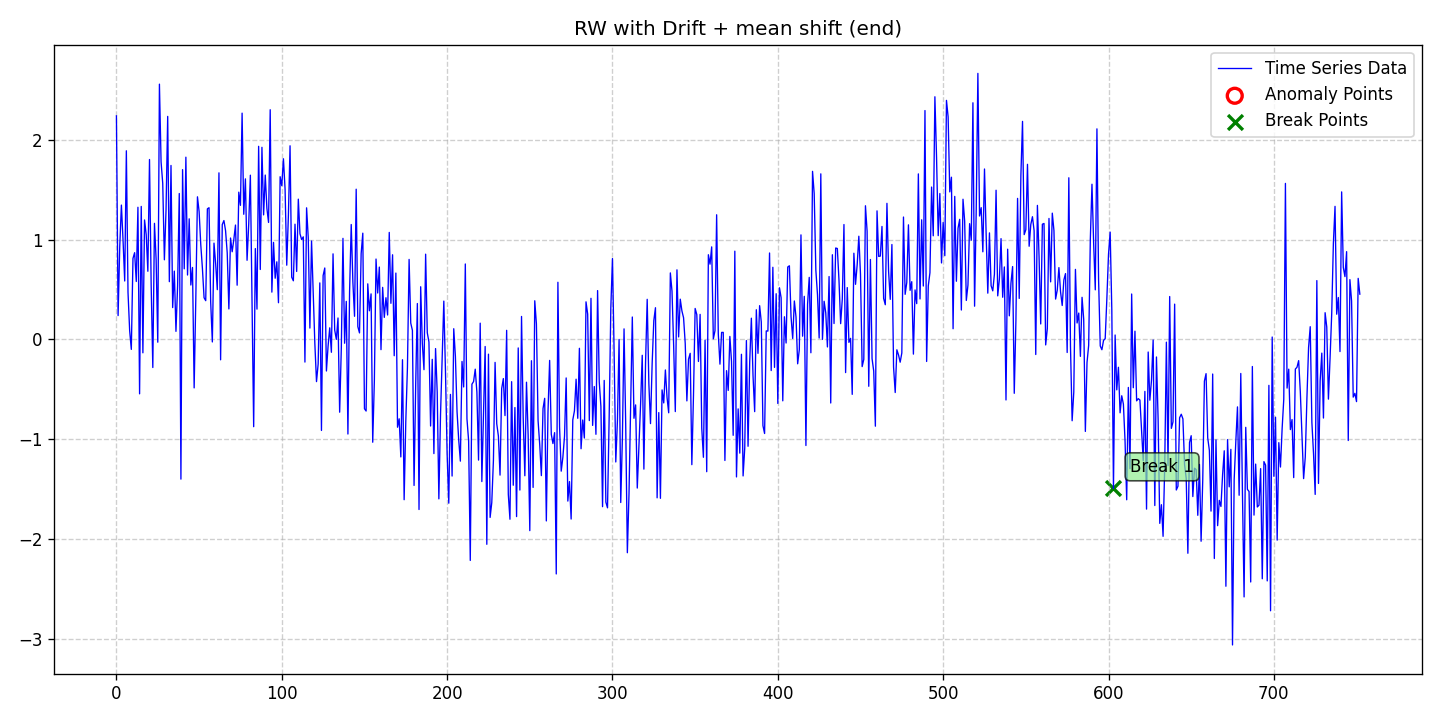 RW with Drift + mean shift (end)
Time Series Data
Anomaly Points
Break Points
2
1
0
−1
−2
−3
Break 1
0
100
200
300
400
500
600
700